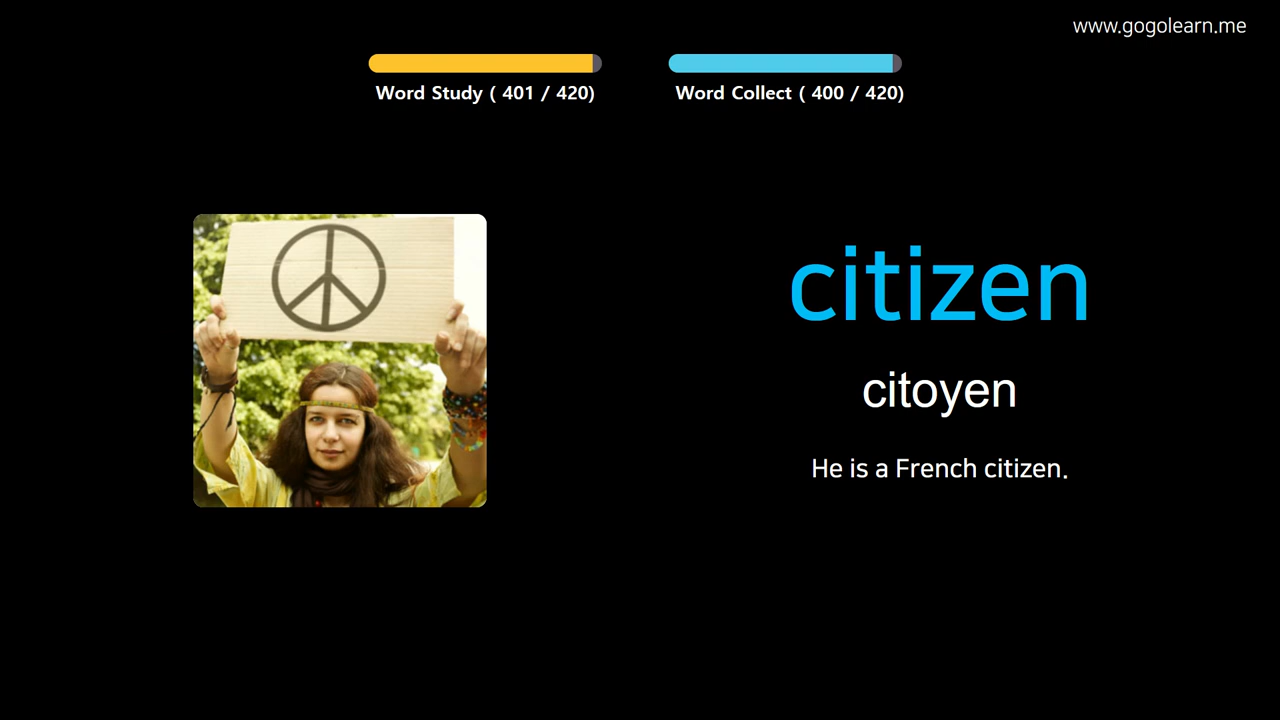 www.gogolearn.me
Word Study ( 401 / 420)
Word Collect ( 400 / 420)
citizen
citoyen
He is a French citizen.